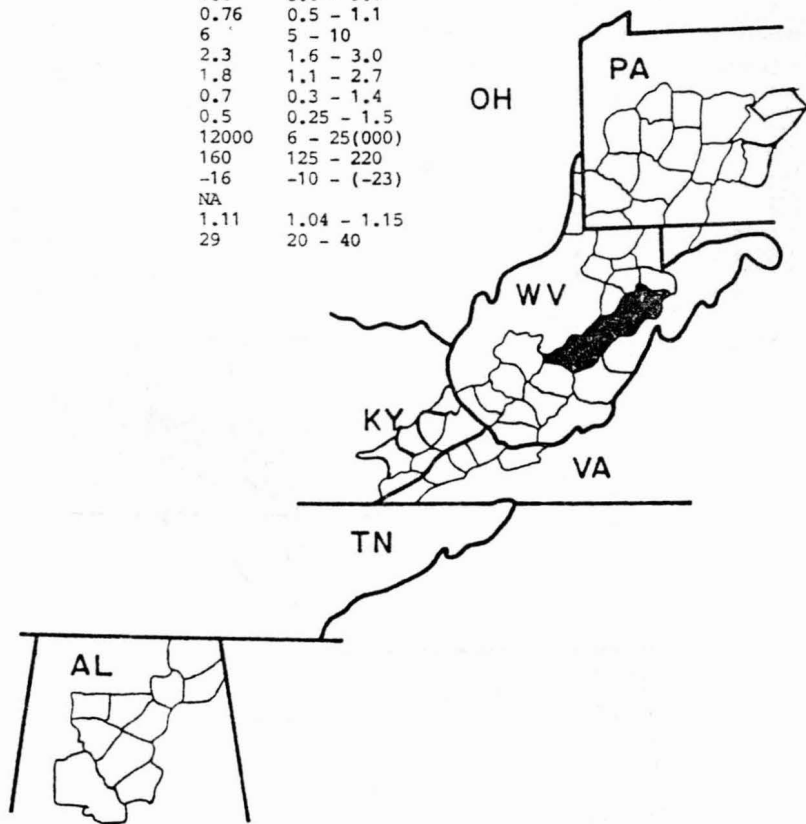 0.76 0.5 - 1.1
6 5 - 10
2.3 1.6 - 3.0
1.8 1.1 - 2.7
0.7 0.3 - 1.4
0.5 0.25 - 1.5
12000 6 - 25(000)
160 125 - 220
-16 -10 - (-23)
NA
1.11 1.04 - 1.15
29 20 - 40
OH
PA
WV
KY
VA
TN
AL